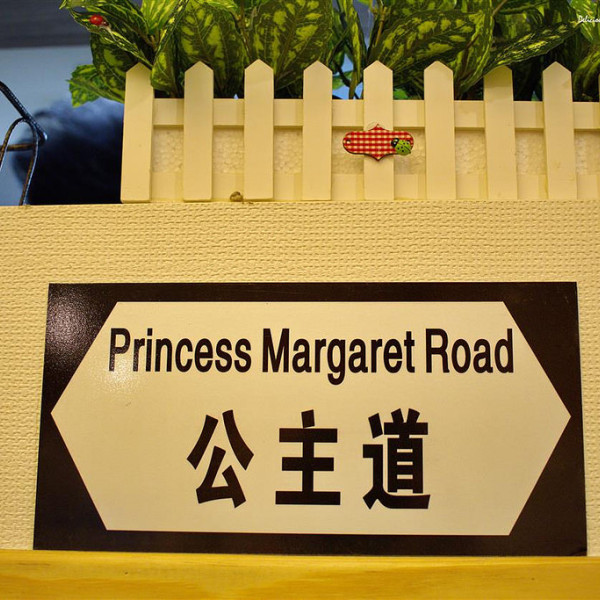 Princess Margaret Road
公主道